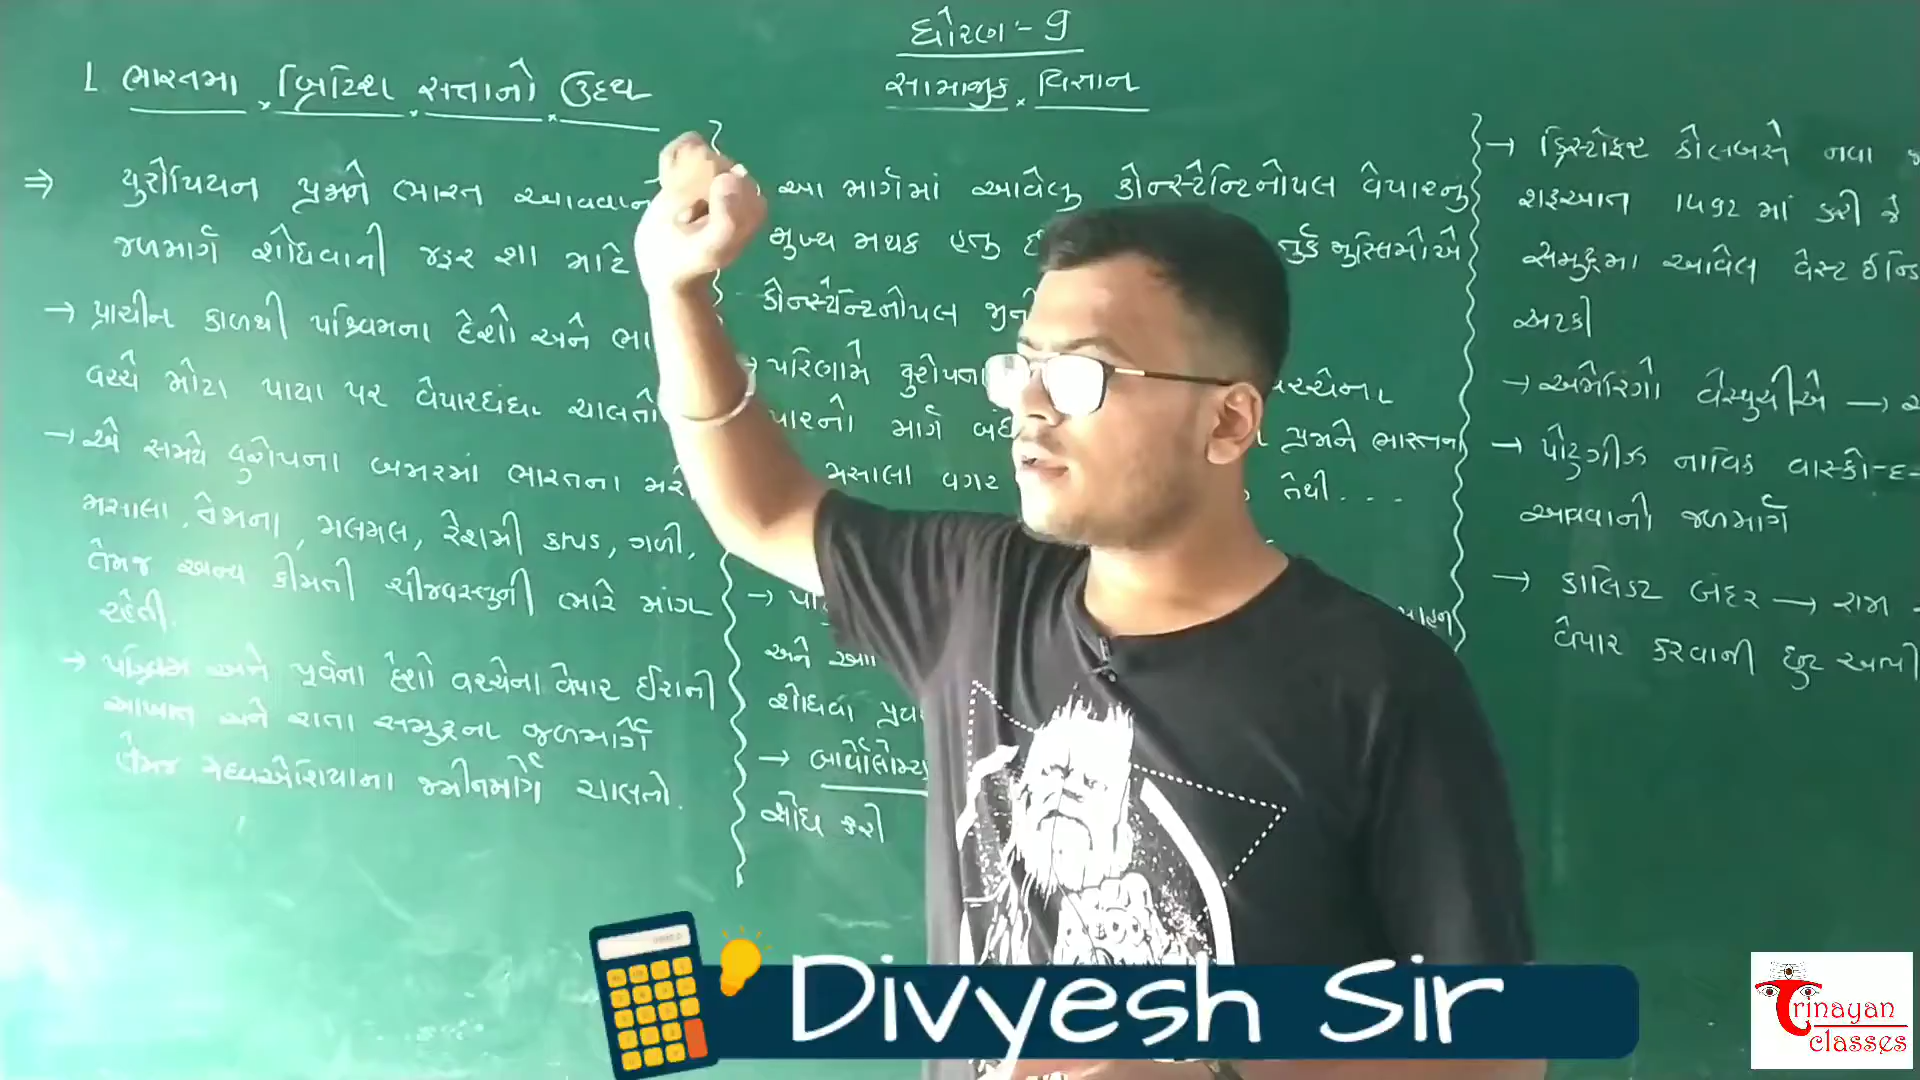 ધોરણ - 9
સામાજીક વિજ્ઞાન
1. ભારતમા બ્રિટિશ સત્તાનો ઉદય
⇒ યુરોપિયન પ્રજાને ભારત આવવાન
જળમાર્ગ શોધવાની જરૂર શા માટે
→ પ્રાચીન કાળથી પશ્ચિમના દેશો અને ભા
વચ્ચે મોટા પાયા પર વેપારધંધા ચાલતો
→ એ સમયે યુરોપના બજારમાં ભારતના મરી
મસાલા, તેજાના, મલમલ, રેશમી કાપડ, ગળી,
તેમજ અન્ય કીમતી ચીજવસ્તુની ભારે માંગ
રહેતી.
→ પશ્ચિમ અને પૂર્વના દેશો વચ્ચેના વેપાર ઈરાની
અખાત અને રાતા સમુદ્રના જળમાર્ગે
તેમજ મધ્યએશિયાના જમીનમાર્ગે ચાલતો.
આ માર્ગમાં આવેલુ કોન્સ્ટેન્ટિનોપલ વેપારનુ
મુખ્ય મથક હતુ ઈ તુર્ક મુસ્લિમોએ
કોન્સ્ટેન્ટિનોપલ જીતી
→ પરિણામે યુરોપના વચ્ચેના
પારનો માર્ગ બંધ પ્રજાને ભારતના
મસાલા વગર તેથી . . .
→
અને આ
શોધવા પ્રય
→ બાર્થોલોમ્યુ
શોધ કરી
→ ક્રિસ્ટોફર કોલંબસે નવા જ
શરૂઆત 1492 માં કરી જે
સમુદ્રમા આવેલ વેસ્ટ ઈન્ડિ
અટકી
→ અમેરિગો વેસ્પુચીએ → અ
→ પોર્ટુગીઝ નાવિક વાસ્કો-દ-
આવવાનો જળમાર્ગ
→ કાલિકટ બંદર → રાજા
વેપાર કરવાની છુટ આપી
Divyesh Sir
Trinayan
classes